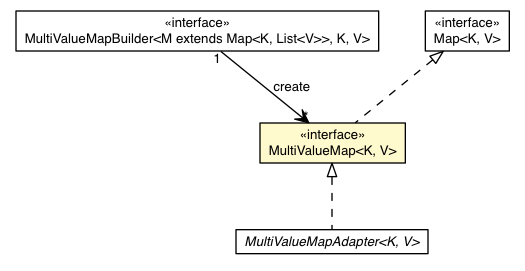 «interface»
MultiValueMapBuilder<M extends Map<K, List<V>>, K, V>
«interface»
Map<K, V>
1
create
«interface»
MultiValueMap<K, V>
MultiValueMapAdapter<K, V>